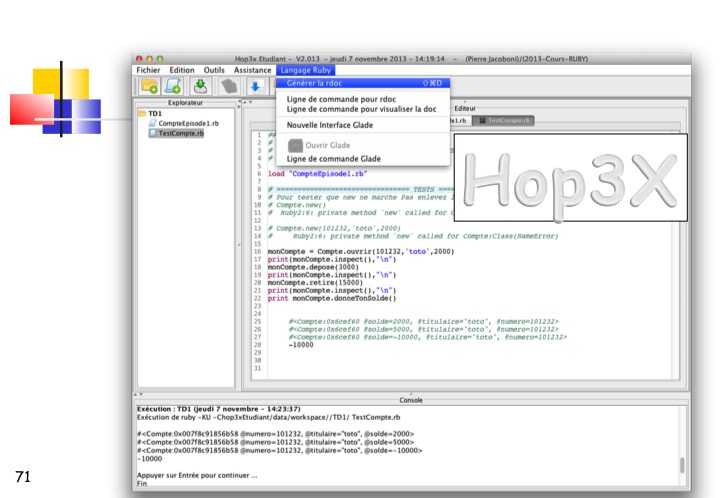 Hop3x Etudiant - V2.013 - jeudi 7 novembre 2013 - 14:19:14 - (Pierre Jacoboni)/(2013-Cours-RUBY)
Fichier Edition Outils Assistance Langage Ruby
Générer la rdoc ⇧⌘D
Ligne de commande pour rdoc
Ligne de commande pour visualiser la doc
Nouvelle Interface Glade
Ouvrir Glade
Ligne de commande Glade
Explorateur
TD1
CompteEpisode1.rb
TestCompte.rb
Editeur
de1.rb TestCompte.rb
Hop3X
1 ##
2 #
3 #
4 #
5
6 load "CompteEpisode1.rb"
7
8 # ============================== TESTS ====
9 # Pour tester que new ne marche Pas enlevez l
10 # Compte.new()
11 # Ruby2:6: private method `new' called for C
12
13 # Compte.new(101232,'toto',2000)
14 # Ruby2:6: private method `new' called for Compte:Class(NameError)
15
16 monCompte = Compte.ouvrir(101232,'toto',2000)
17 print(monCompte.inspect(),"\n")
18 monCompte.depose(3000)
19 print(monCompte.inspect(),"\n")
20 monCompte.retire(15000)
21 print(monCompte.inspect(),"\n")
22 print monCompte.donneTonSolde()
23
24
25 #<Compte:0x6cef60 @solde=2000, @titulaire="toto", @numero=101232>
26 #<Compte:0x6cef60 @solde=5000, @titulaire="toto", @numero=101232>
27 #<Compte:0x6cef60 @solde=-10000, @titulaire="toto", @numero=101232>
28 -10000
29
30
31
Console
Exécution : TD1 (jeudi 7 novembre - 14:23:37)
Exécution de ruby -KU -Chop3xEtudiant/data/workspace//TD1/ TestCompte.rb
#<Compte:0x007f8c91856b58 @numero=101232, @titulaire="toto", @solde=2000>
#<Compte:0x007f8c91856b58 @numero=101232, @titulaire="toto", @solde=5000>
#<Compte:0x007f8c91856b58 @numero=101232, @titulaire="toto", @solde=-10000>
-10000
Appuyer sur Entrée pour continuer ...
Fin
71